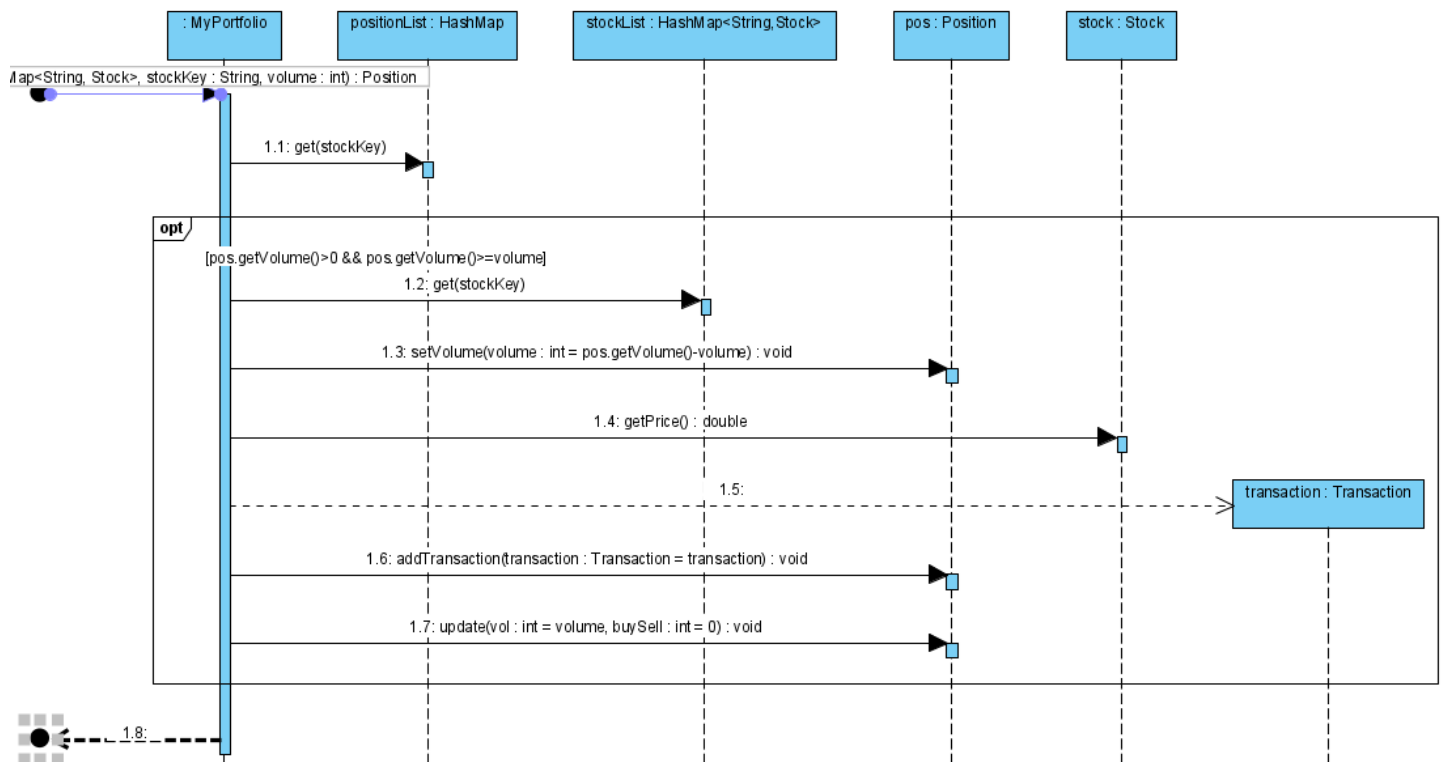 : MyPortfolio
positionList : HashMap
stockList : HashMap<String,Stock>
pos : Position
stock : Stock
Map<String, Stock>, stockKey : String, volume : int) : Position
1.1: get(stockKey)
opt
[pos.getVolume()>0 && pos.getVolume()>=volume]
1.2: get(stockKey)
1.3: setVolume(volume : int = pos.getVolume()-volume) : void
1.4: getPrice() : double
1.5:
transaction : Transaction
1.6: addTransaction(transaction : Transaction = transaction) : void
1.7: update(vol : int = volume, buySell : int = 0) : void
1.8: